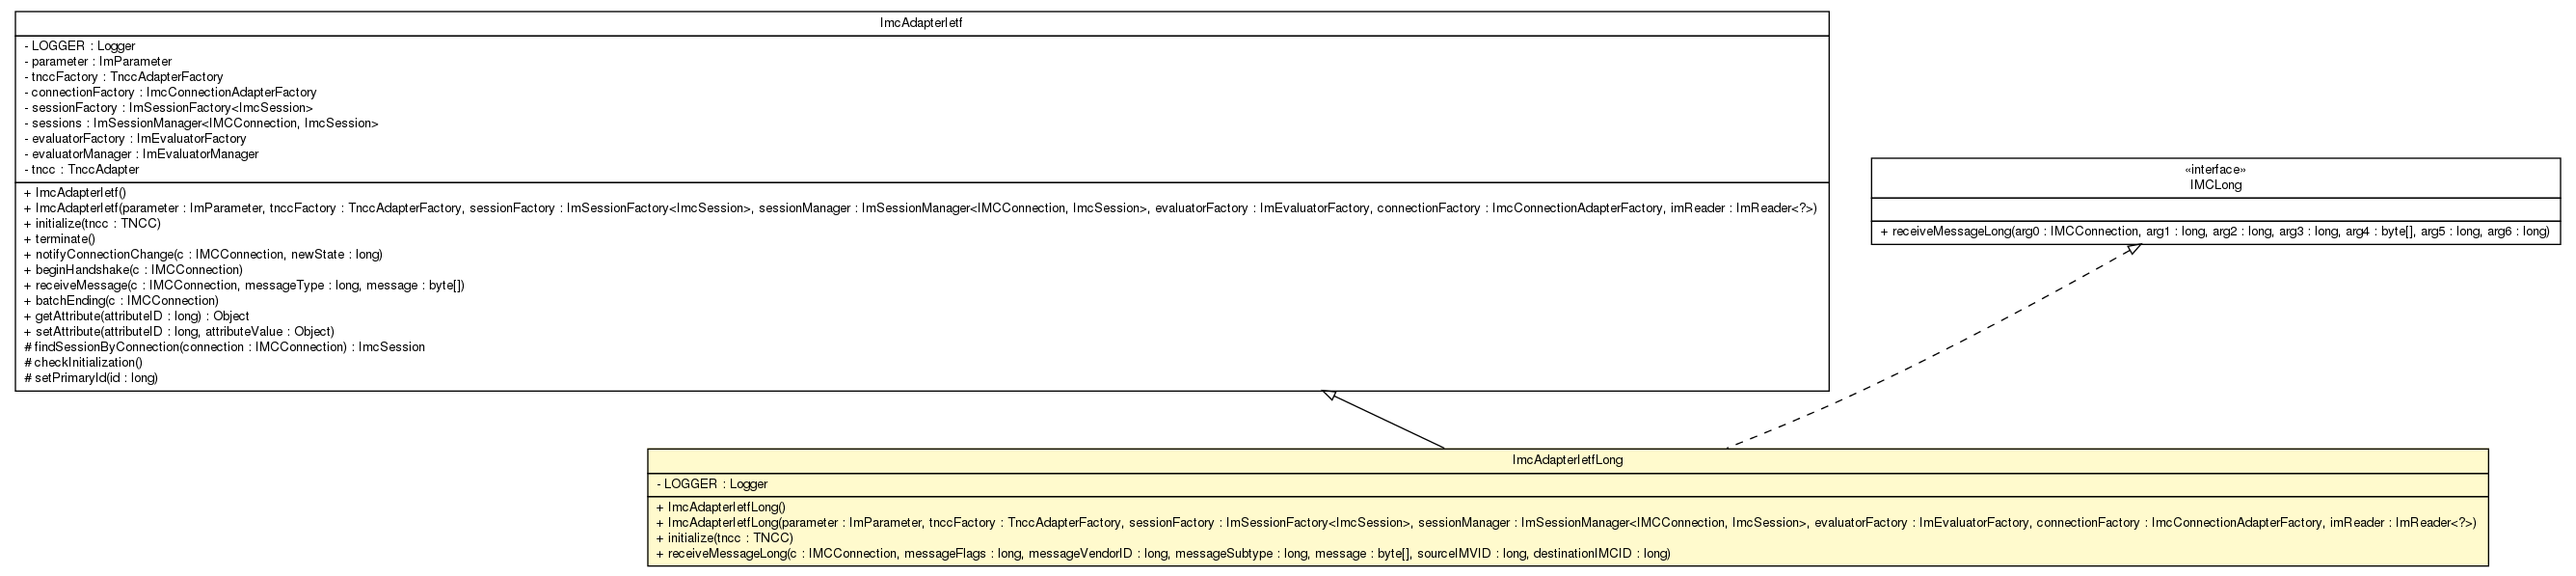 ImcAdapterIetf
- LOGGER : Logger
- parameter : ImParameter
- tnccFactory : TnccAdapterFactory
- connectionFactory : ImcConnectionAdapterFactory
- sessionFactory : ImSessionFactory<ImcSession>
- sessions : ImSessionManager<IMCConnection, ImcSession>
- evaluatorFactory : ImEvaluatorFactory
- evaluatorManager : ImEvaluatorManager
- tncc : TnccAdapter
+ ImcAdapterIetf()
+ ImcAdapterIetf(parameter : ImParameter, tnccFactory : TnccAdapterFactory, sessionFactory : ImSessionFactory<ImcSession>, sessionManager : ImSessionManager<IMCConnection, ImcSession>, evaluatorFactory : ImEvaluatorFactory, connectionFactory : ImcConnectionAdapterFactory, imReader : ImReader<?>)
+ initialize(tncc : TNCC)
+ terminate()
+ notifyConnectionChange(c : IMCConnection, newState : long)
+ beginHandshake(c : IMCConnection)
+ receiveMessage(c : IMCConnection, messageType : long, message : byte[])
+ batchEnding(c : IMCConnection)
+ getAttribute(attributeID : long) : Object
+ setAttribute(attributeID : long, attributeValue : Object)
# findSessionByConnection(connection : IMCConnection) : ImcSession
# checkInitialization()
# setPrimaryId(id : long)
«interface»
IMCLong
+ receiveMessageLong(arg0 : IMCConnection, arg1 : long, arg2 : long, arg3 : long, arg4 : byte[], arg5 : long, arg6 : long)
ImcAdapterIetfLong
- LOGGER : Logger
+ ImcAdapterIetfLong()
+ ImcAdapterIetfLong(parameter : ImParameter, tnccFactory : TnccAdapterFactory, sessionFactory : ImSessionFactory<ImcSession>, sessionManager : ImSessionManager<IMCConnection, ImcSession>, evaluatorFactory : ImEvaluatorFactory, connectionFactory : ImcConnectionAdapterFactory, imReader : ImReader<?>)
+ initialize(tncc : TNCC)
+ receiveMessageLong(c : IMCConnection, messageFlags : long, messageVendorID : long, messageSubtype : long, message : byte[], sourceIMVID : long, destinationIMCID : long)